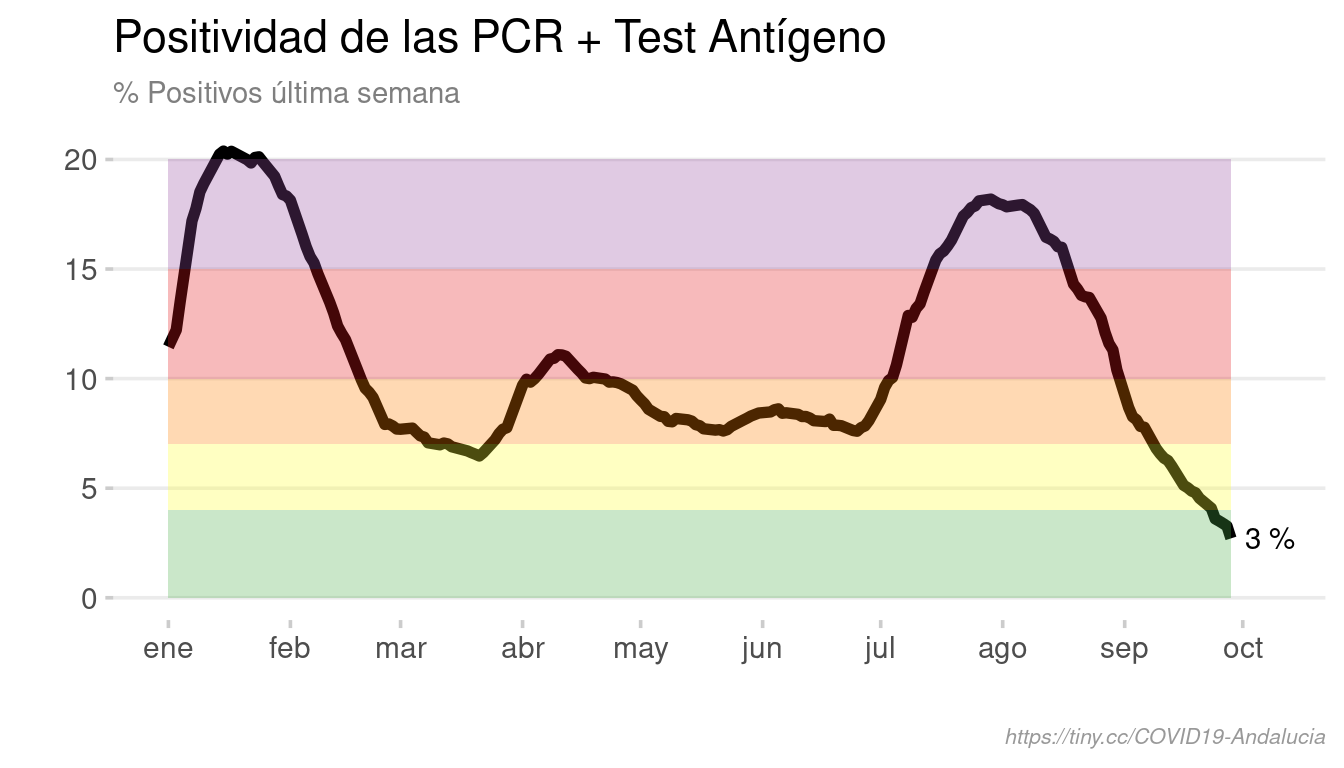 Positividad de las PCR + Test Antígeno
% Positivos última semana
20
15
10
5
0
3 %
ene feb mar abr may jun jul ago sep oct
https://tiny.cc/COVID19-Andalucia